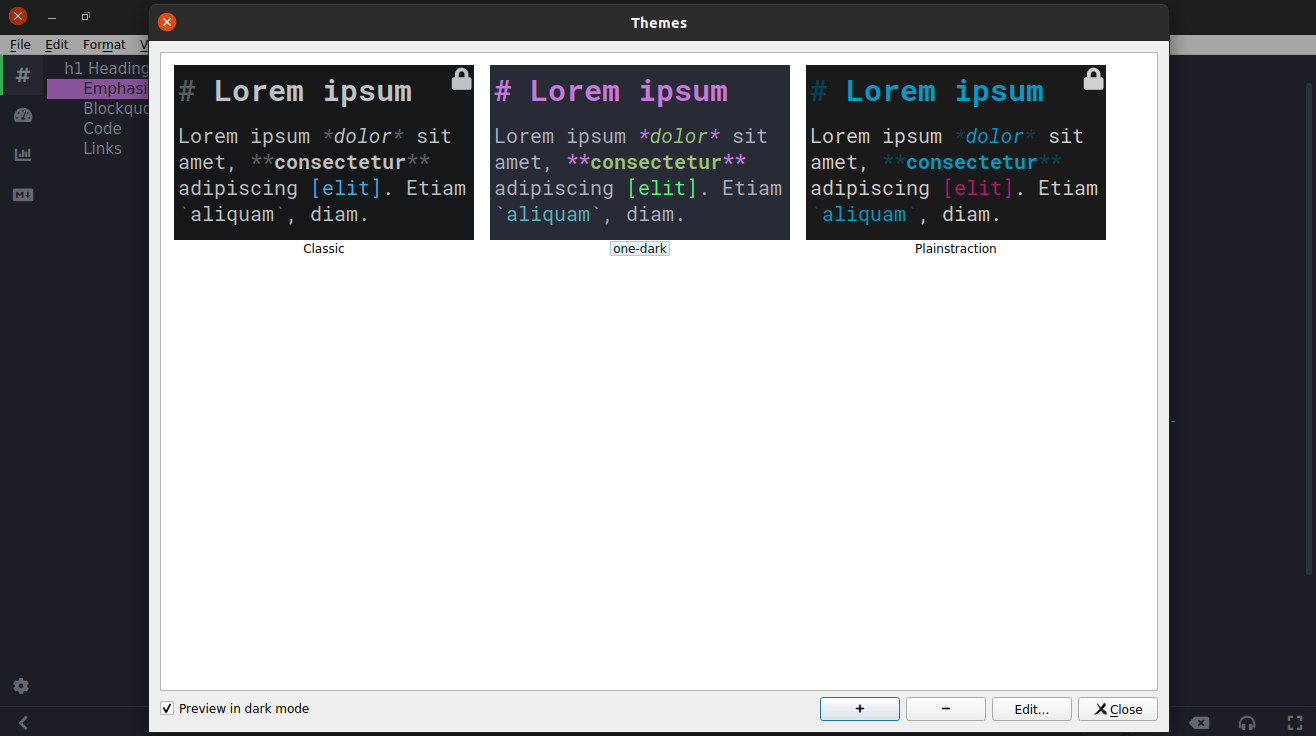 Themes
File Edit Format V
#
h1 Heading
Emphasi
Blockquo
Code
Links
M
# Lorem ipsum
Lorem ipsum *dolor* sit
amet, **consectetur**
adipiscing [elit]. Etiam
`aliquam`, diam.
Classic
# Lorem ipsum
Lorem ipsum *dolor* sit
amet, **consectetur**
adipiscing [elit]. Etiam
`aliquam`, diam.
one-dark
# Lorem ipsum
Lorem ipsum *dolor* sit
amet, **consectetur**
adipiscing [elit]. Etiam
`aliquam`, diam.
Plainstraction
Preview in dark mode
+ − Edit... Close